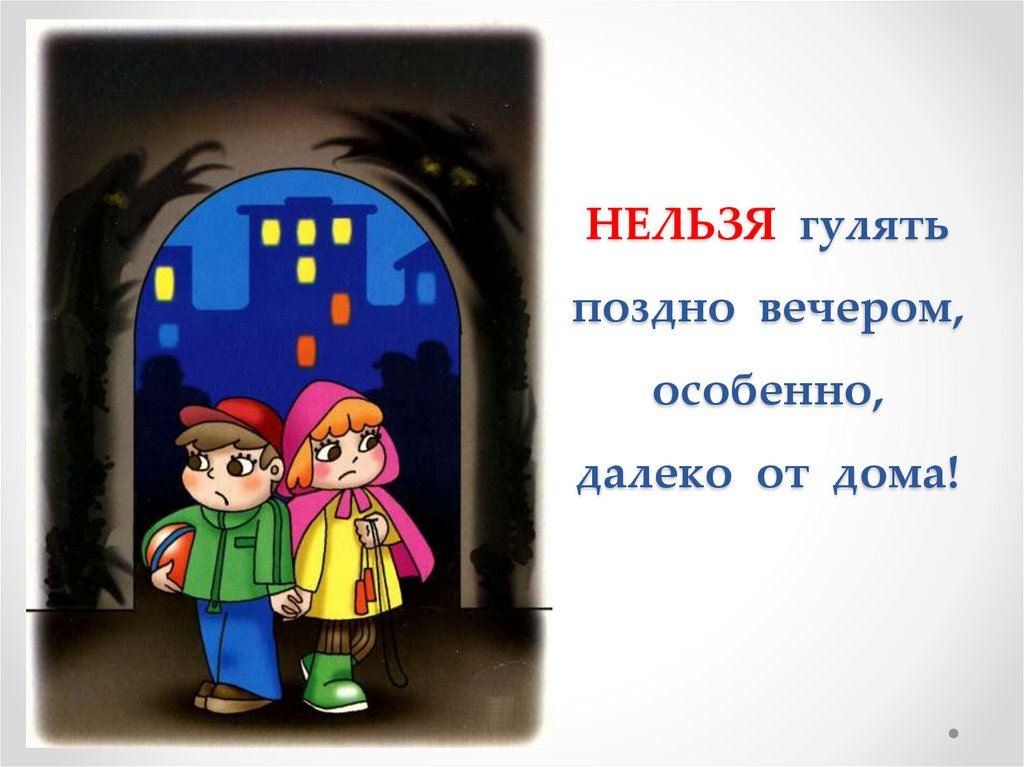 НЕЛЬЗЯ гулять
поздно вечером,
особенно,
далеко от дома!